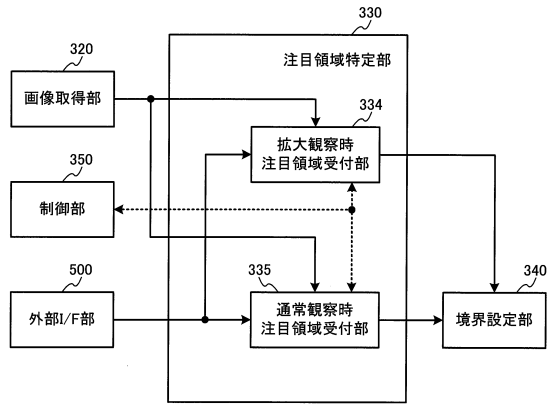 330
注目領域特定部
320
画像取得部
334
拡大観察時
注目領域受付部
350
制御部
500
外部I/F部
335
通常観察時
注目領域受付部
340
境界設定部